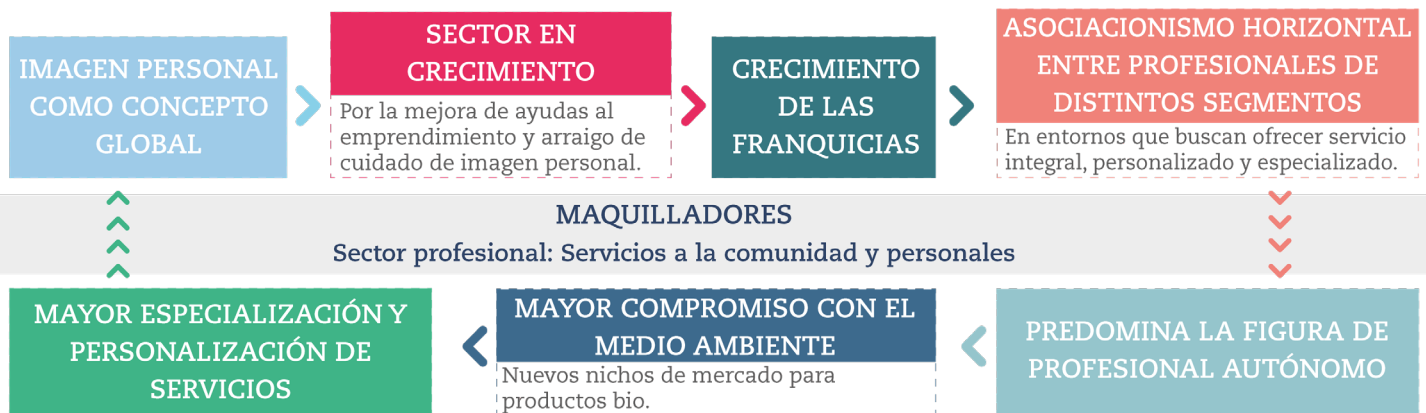 IMAGEN PERSONAL
COMO CONCEPTO
GLOBAL
SECTOR EN
CRECIMIENTO
Por la mejora de ayudas al
emprendimiento y arraigo de
cuidado de imagen personal.
CRECIMIENTO
DE LAS
FRANQUICIAS
ASOCIACIONISMO HORIZONTAL
ENTRE PROFESIONALES DE
DISTINTOS SEGMENTOS
En entornos que buscan ofrecer servicio
integral, personalizado y especializado.
MAQUILLADORES
Sector profesional: Servicios a la comunidad y personales
MAYOR ESPECIALIZACIÓN Y
PERSONALIZACIÓN DE
SERVICIOS
MAYOR COMPROMISO CON EL
MEDIO AMBIENTE
Nuevos nichos de mercado para
productos bio.
PREDOMINA LA FIGURA DE
PROFESIONAL AUTÓNOMO